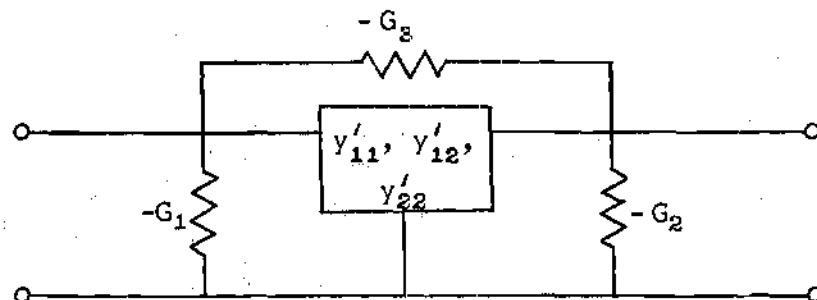 - G₃
y′₁₁, y′₁₂,
y′₂₂
-G₁
- G₂